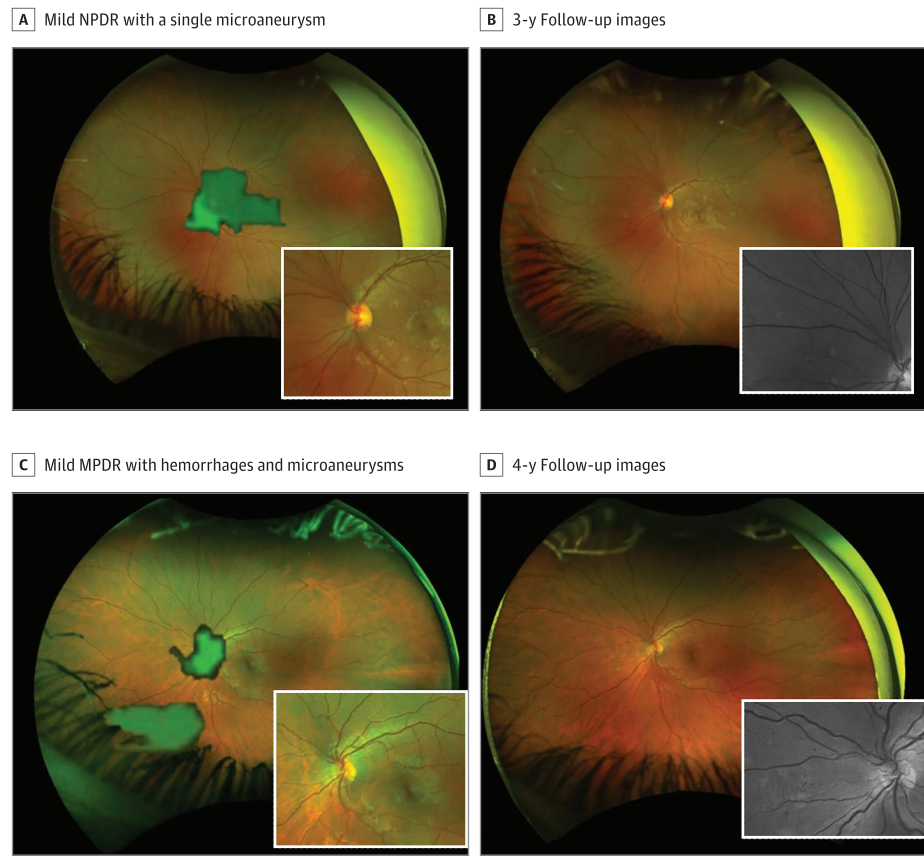 A Mild NPDR with a single microaneurysm
B 3-y Follow-up images
C Mild MPDR with hemorrhages and microaneurysms
D 4-y Follow-up images